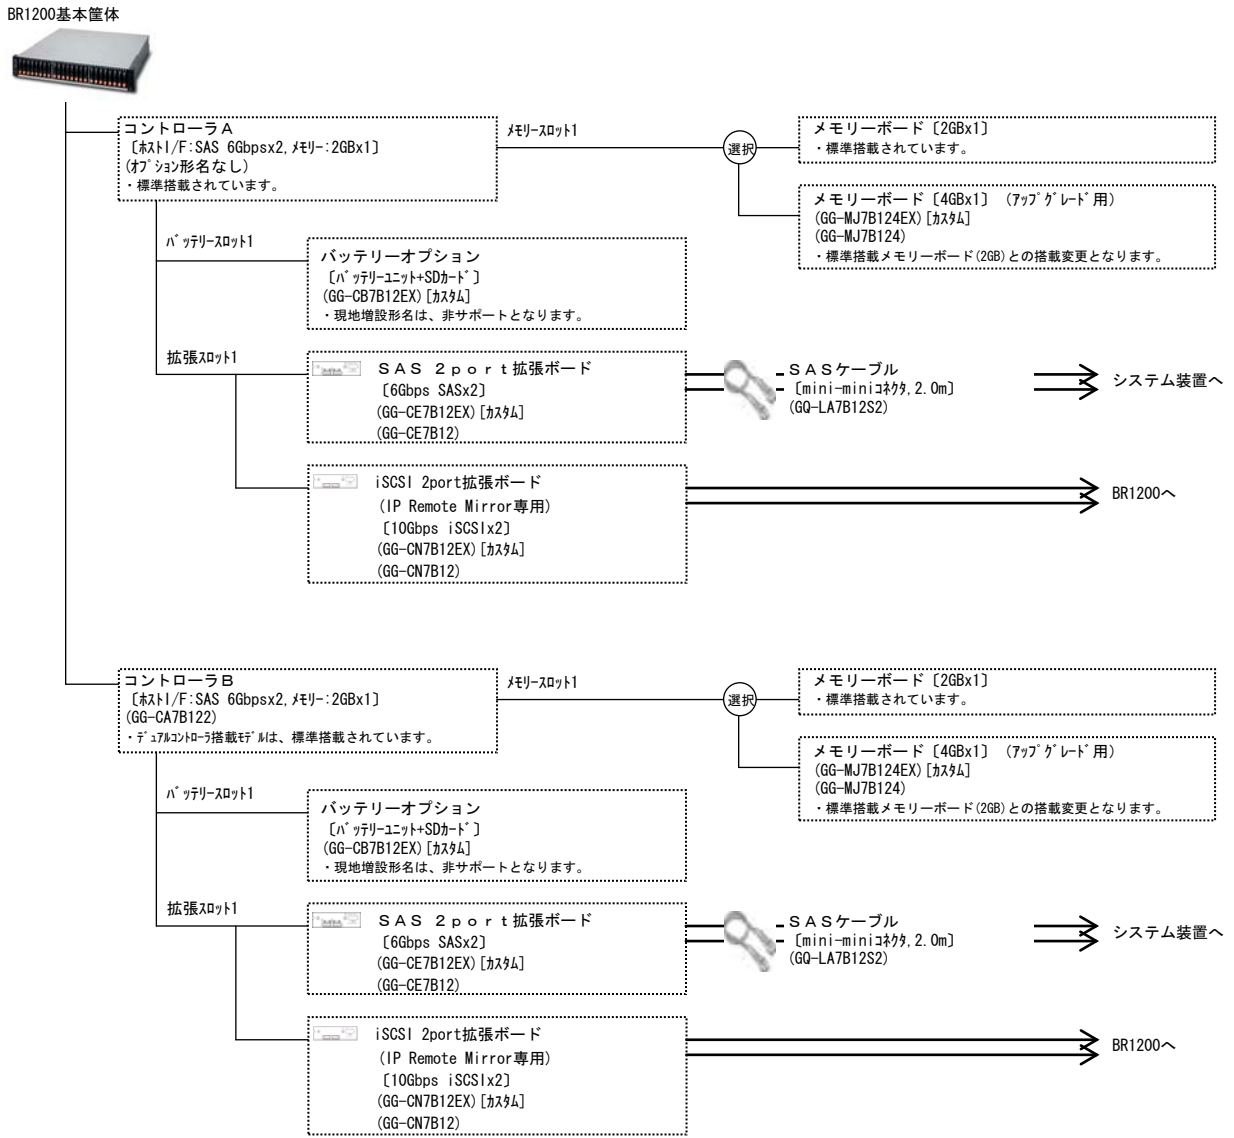 BR1200基本筐体
コントローラA
〔ﾎｽﾄI/F:SAS 6Gbpsx2,ﾒﾓﾘｰ:2GBx1〕
(ｵﾌﾟｼｮﾝ形名なし)
・標準搭載されています。
ﾒﾓﾘｰｽﾛｯﾄ1
選択
メモリーボード〔2GBx1〕
・標準搭載されています。
メモリーボード〔4GBx1〕（ｱｯﾌﾟｸﾞﾚｰﾄﾞ用）
(GG-MJ7B124EX)[ｶｽﾀﾑ]
(GG-MJ7B124)
・標準搭載メモリーボード(2GB)との搭載変更となります。
ﾊﾞｯﾃﾘｰｽﾛｯﾄ1
バッテリーオプション
〔ﾊﾞｯﾃﾘｰﾕﾆｯﾄ+SDｶｰﾄﾞ〕
(GG-CB7B12EX)[ｶｽﾀﾑ]
・現地増設形名は、非サポートとなります。
拡張ｽﾛｯﾄ1
ＳＡＳ ２ｐｏｒｔ拡張ボード
〔6Gbps SASx2〕
(GG-CE7B12EX)[ｶｽﾀﾑ]
(GG-CE7B12)
ＳＡＳケーブル
〔mini-miniｺﾈｸﾀ,2.0m〕
(GQ-LA7B12S2)
システム装置へ
iSCSI 2port拡張ボード
(IP Remote Mirror専用)
〔10Gbps iSCSIx2〕
(GG-CN7B12EX)[ｶｽﾀﾑ]
(GG-CN7B12)
BR1200へ
コントローラB
〔ﾎｽﾄI/F:SAS 6Gbpsx2,ﾒﾓﾘｰ:2GBx1〕
(GG-CA7B122)
・ﾃﾞｭｱﾙｺﾝﾄﾛｰﾗ搭載ﾓﾃﾞﾙは、標準搭載されています。
ﾒﾓﾘｰｽﾛｯﾄ1
選択
メモリーボード〔2GBx1〕
・標準搭載されています。
メモリーボード〔4GBx1〕（ｱｯﾌﾟｸﾞﾚｰﾄﾞ用）
(GG-MJ7B124EX)[ｶｽﾀﾑ]
(GG-MJ7B124)
・標準搭載メモリーボード(2GB)との搭載変更となります。
ﾊﾞｯﾃﾘｰｽﾛｯﾄ1
バッテリーオプション
〔ﾊﾞｯﾃﾘｰﾕﾆｯﾄ+SDｶｰﾄﾞ〕
(GG-CB7B12EX)[ｶｽﾀﾑ]
・現地増設形名は、非サポートとなります。
拡張ｽﾛｯﾄ1
ＳＡＳ ２ｐｏｒｔ拡張ボード
〔6Gbps SASx2〕
(GG-CE7B12EX)[ｶｽﾀﾑ]
(GG-CE7B12)
ＳＡＳケーブル
〔mini-miniｺﾈｸﾀ,2.0m〕
(GQ-LA7B12S2)
システム装置へ
iSCSI 2port拡張ボード
(IP Remote Mirror専用)
〔10Gbps iSCSIx2〕
(GG-CN7B12EX)[ｶｽﾀﾑ]
(GG-CN7B12)
BR1200へ